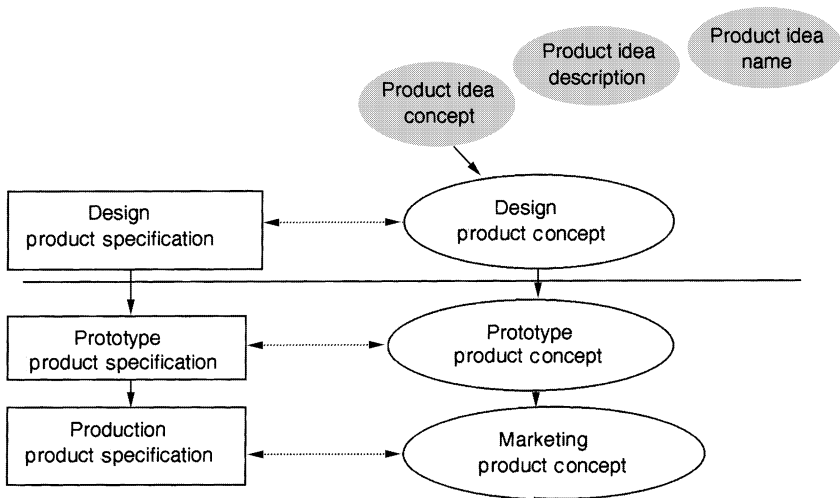 Product idea
name
Product idea
description
Product idea
concept
Design
product specification
Design
product concept
Prototype
product specification
Prototype
product concept
Production
product specification
Marketing
product concept